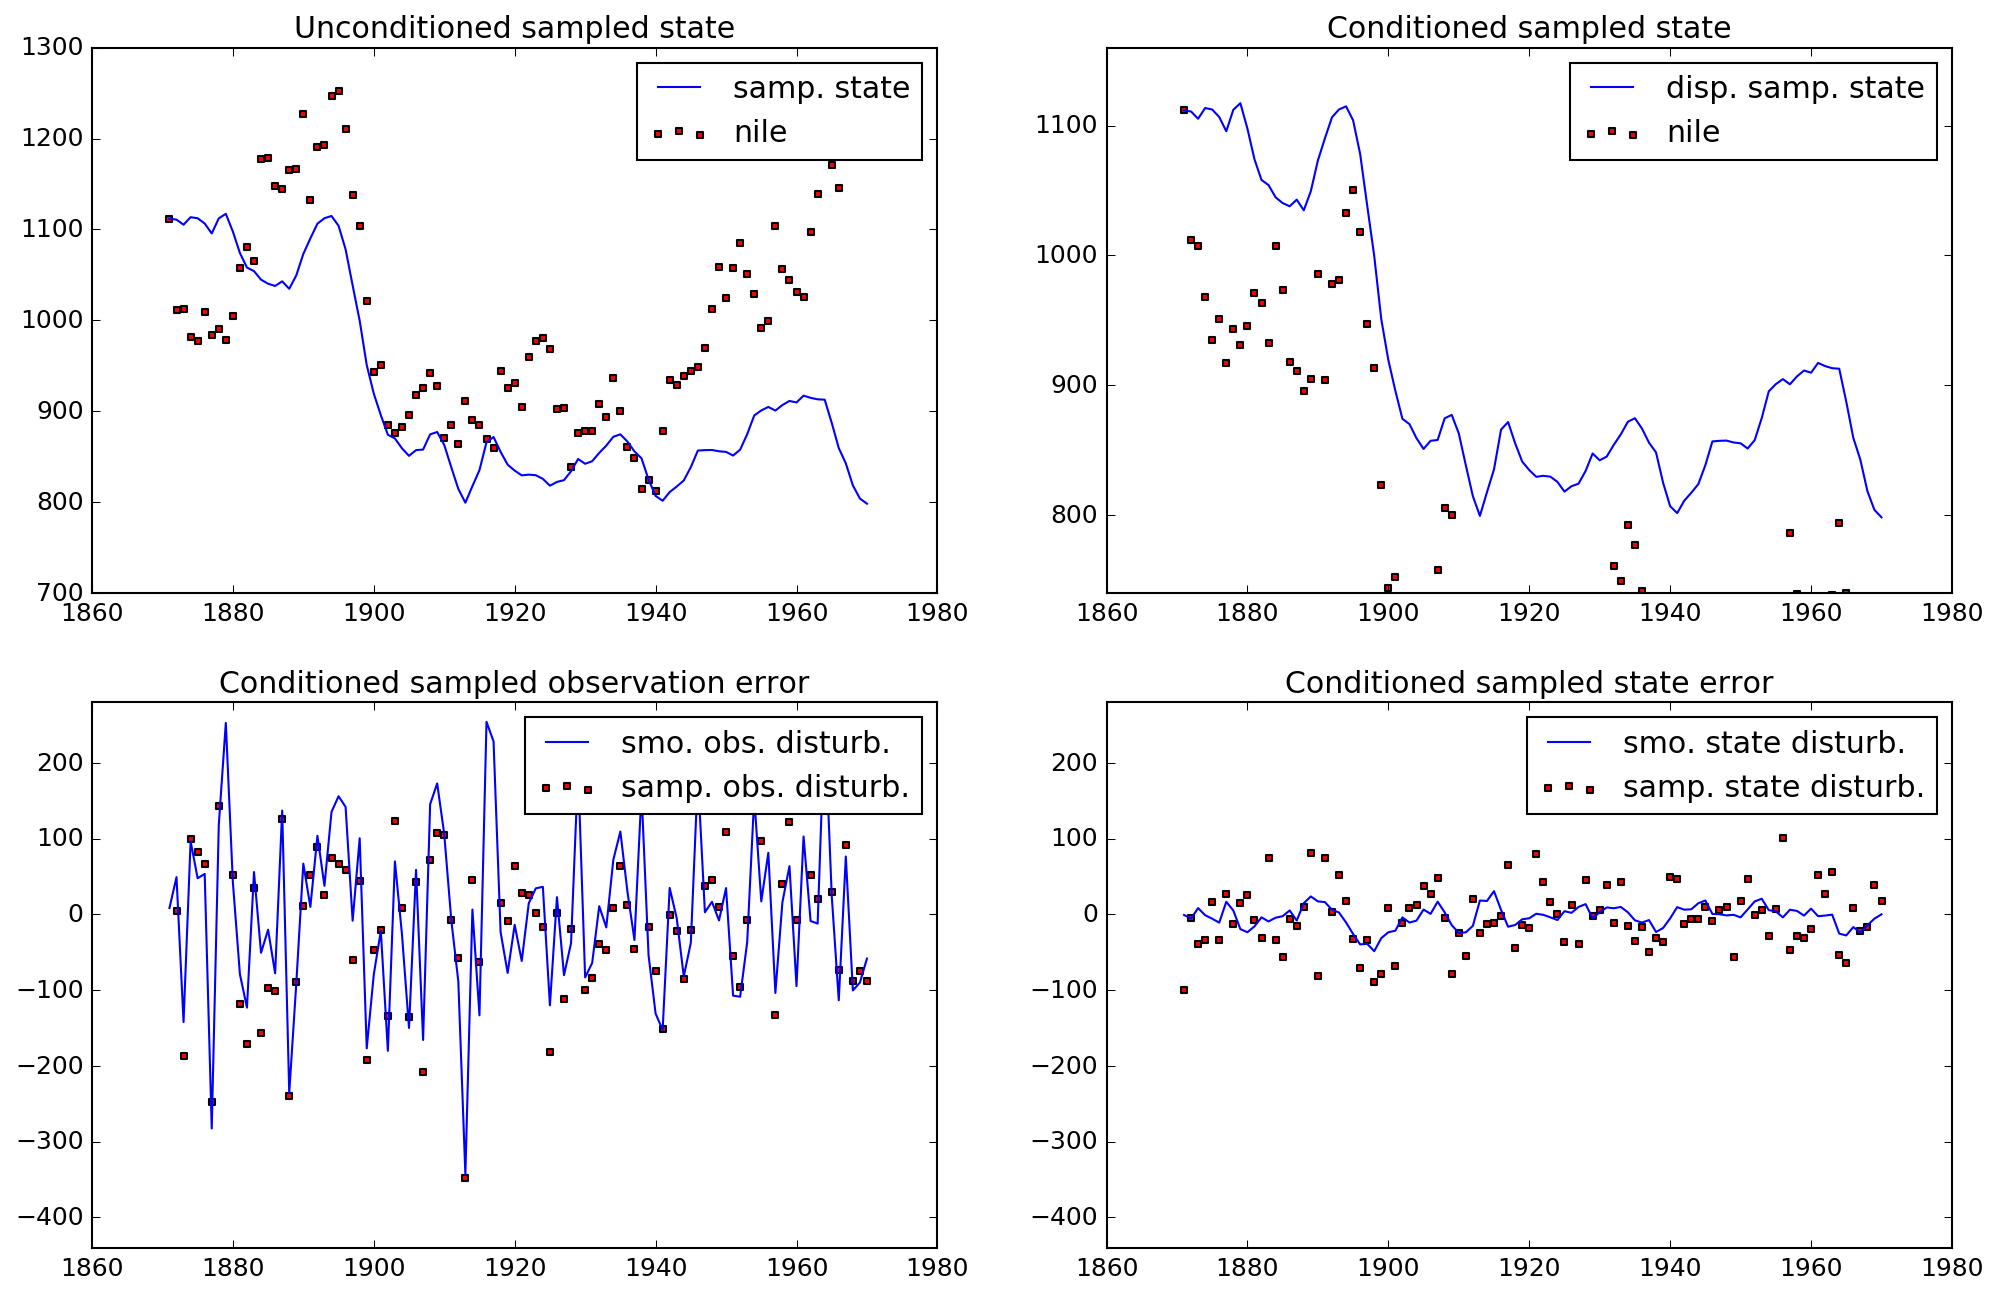 Unconditioned sampled state
1300
1200
1100
1000
900
800
700
1860 1880 1900 1920 1940 1960 1980
samp. state
nile
Conditioned sampled state
1100
1000
900
800
1860 1880 1900 1920 1940 1960 1980
disp. samp. state
nile
Conditioned sampled observation error
200
100
0
−100
−200
−300
−400
1860 1880 1900 1920 1940 1960 1980
smo. obs. disturb.
samp. obs. disturb.
Conditioned sampled state error
200
100
0
−100
−200
−300
−400
1860 1880 1900 1920 1940 1960 1980
smo. state disturb.
samp. state disturb.